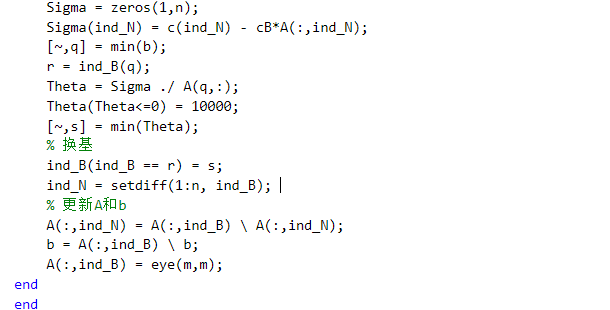 Sigma = zeros(1,n);
Sigma(ind_N) = c(ind_N) - cB*A(:,ind_N);
[~,q] = min(b);
r = ind_B(q);
Theta = Sigma ./ A(q,:);
Theta(Theta<=0) = 10000;
[~,s] = min(Theta);
% 换基
ind_B(ind_B == r) = s;
ind_N = setdiff(1:n, ind_B);
% 更新A和b
A(:,ind_N) = A(:,ind_B) \ A(:,ind_N);
b = A(:,ind_B) \ b;
A(:,ind_B) = eye(m,m);
end
end